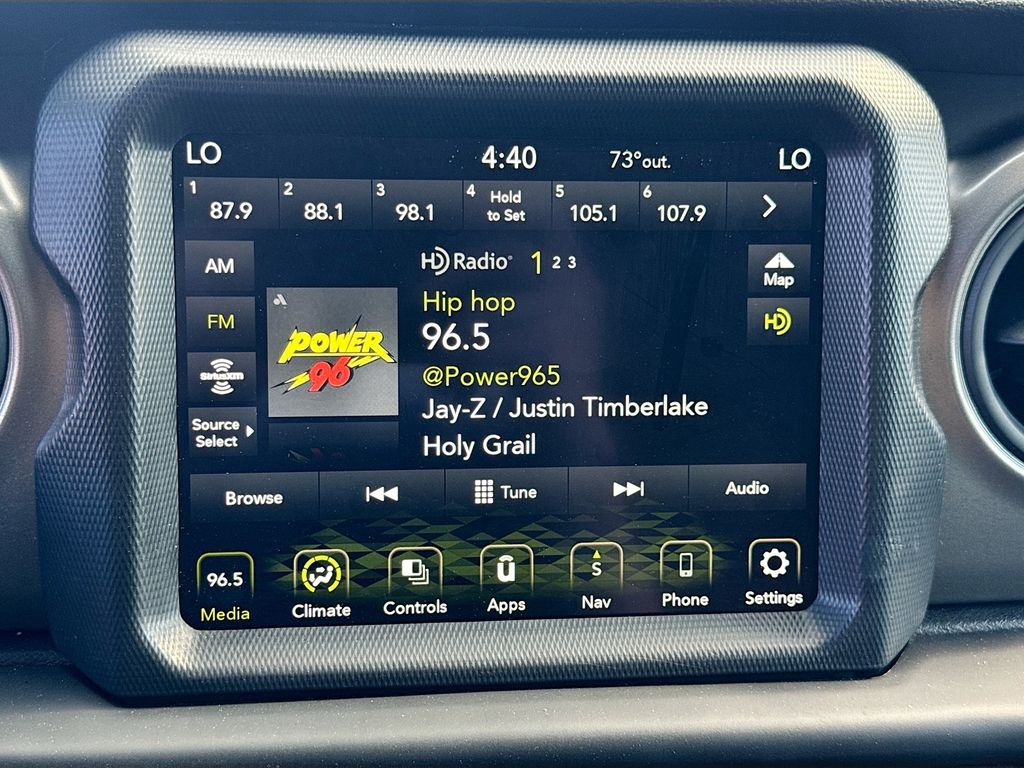 LO 4:40 73°out. LO
1 87.9 2 88.1 3 98.1 4 Hold to Set 5 105.1 6 107.9
AM
HD Radio® 1 2 3
Map
Hip hop
FM
POWER
96
96.5
HD
@Power965
SiriusXM
Jay-Z / Justin Timberlake
Source
Select
Holy Grail
Browse Tune Audio
96.5 û S
Media Climate Controls Apps Nav Phone Settings